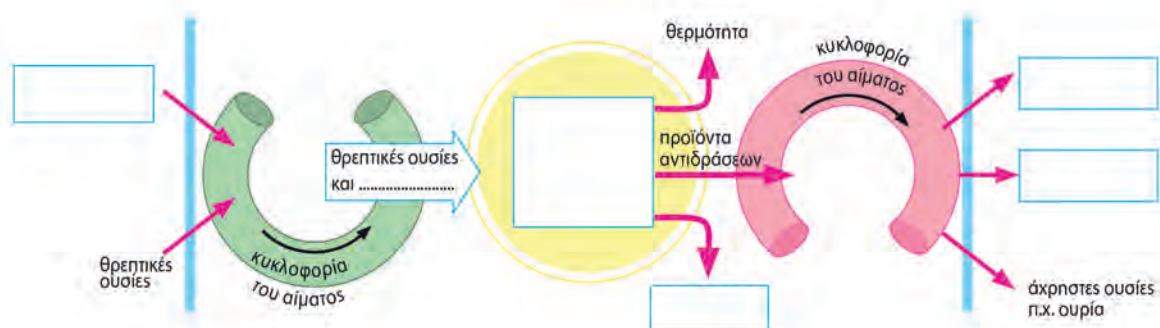 θερμότητα
κυκλοφορία
του αίματος
θρεπτικές ουσίες
και ............................
προϊόντα
αντιδράσεων
θρεπτικές
ουσίες
κυκλοφορία
του αίματος
άχρηστες ουσίες
π.χ. ουρία